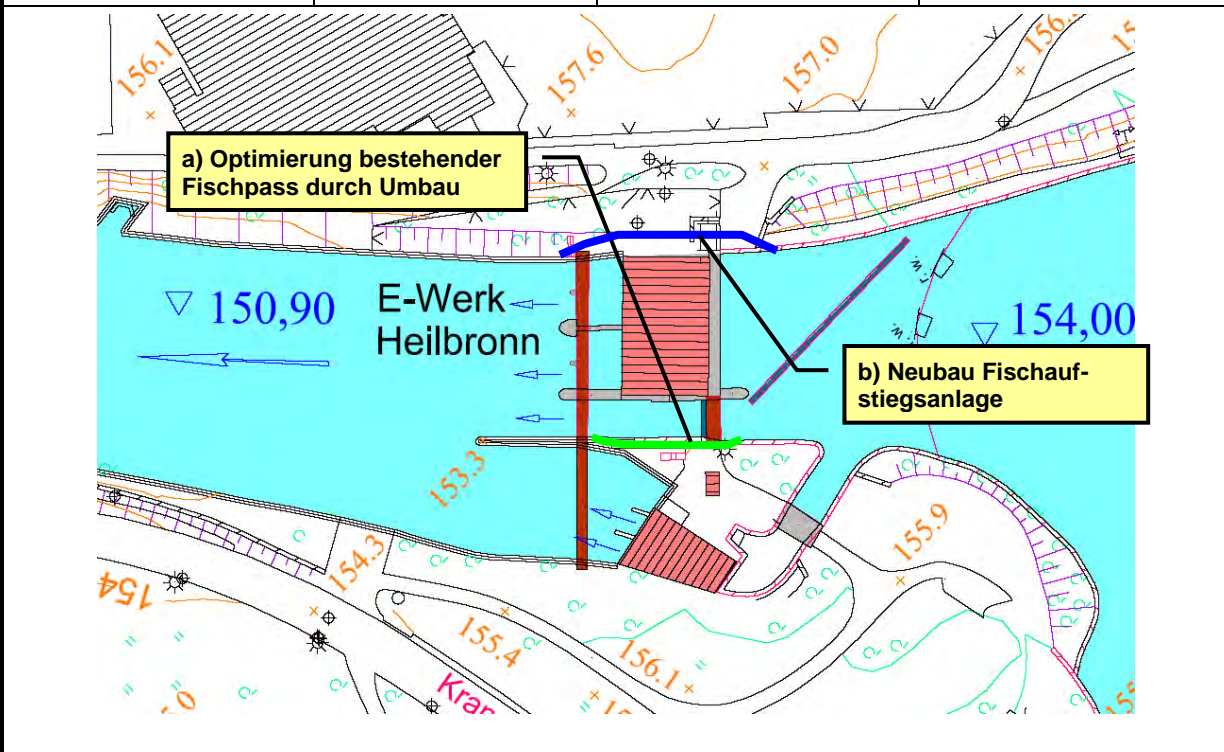 156.1
157.6
157.0
a) Optimierung bestehender
Fischpass durch Umbau
150,90
E-Werk
Heilbronn
154,00
b) Neubau Fischauf-
stiegsanlage
153.3
154.3
154
155.9
155.4
156.1
Kran